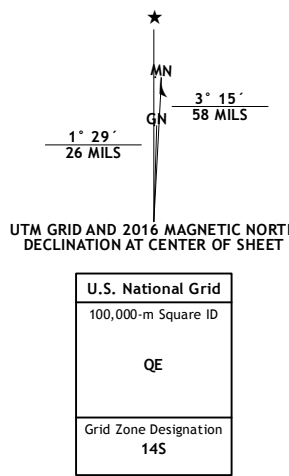 ★
MN
3° 15´
58 MILS
GN
1° 29´
26 MILS
UTM GRID AND 2016 MAGNETIC NORTH
DECLINATION AT CENTER OF SHEET
U.S. National Grid
100,000-m Square ID
QE
Grid Zone Designation
14S